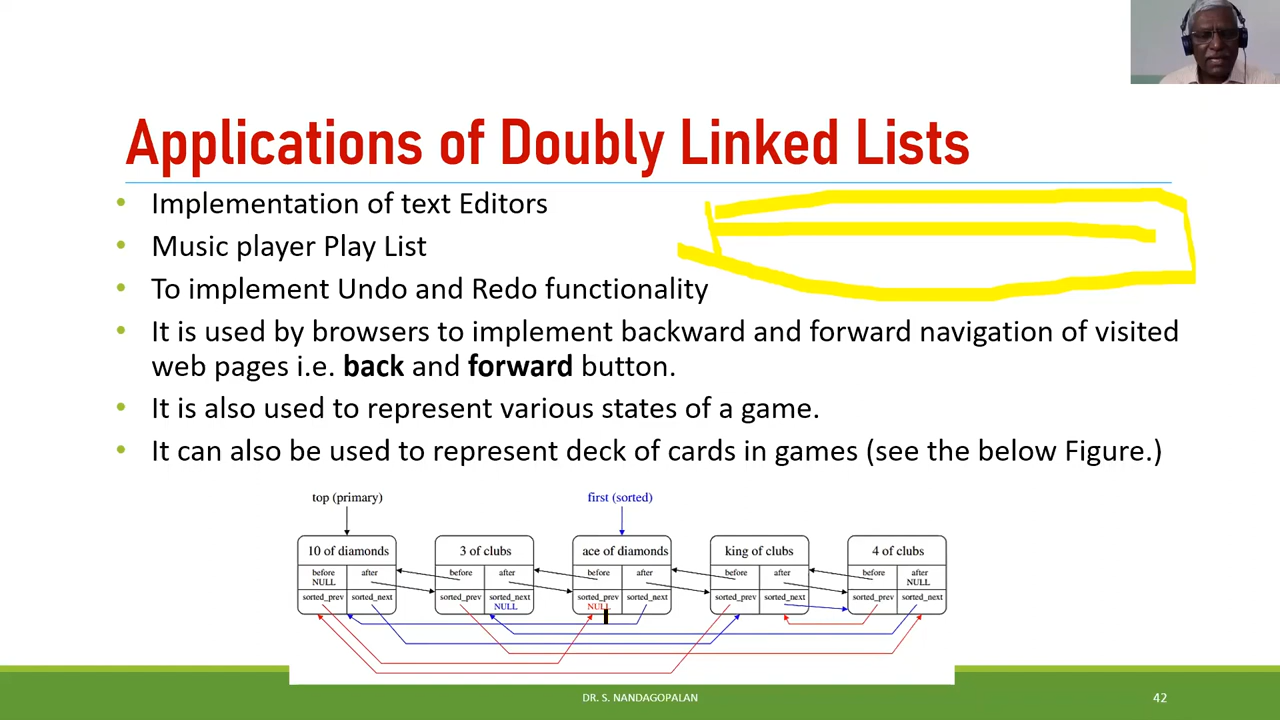 Applications of Doubly Linked Lists
• Implementation of text Editors
• Music player Play List
• To implement Undo and Redo functionality
• It is used by browsers to implement backward and forward navigation of visited
web pages i.e. back and forward button.
• It is also used to represent various states of a game.
• It can also be used to represent deck of cards in games (see the below Figure.)
top (primary) first (sorted)
10 of diamonds 3 of clubs ace of diamonds king of clubs 4 of clubs
before after before after before after before after before after
NULL NULL
sorted_prev sorted_next sorted_prev sorted_next sorted_prev sorted_next sorted_prev sorted_next sorted_prev sorted_next
NULL NULL
DR. S. NANDAGOPALAN 42